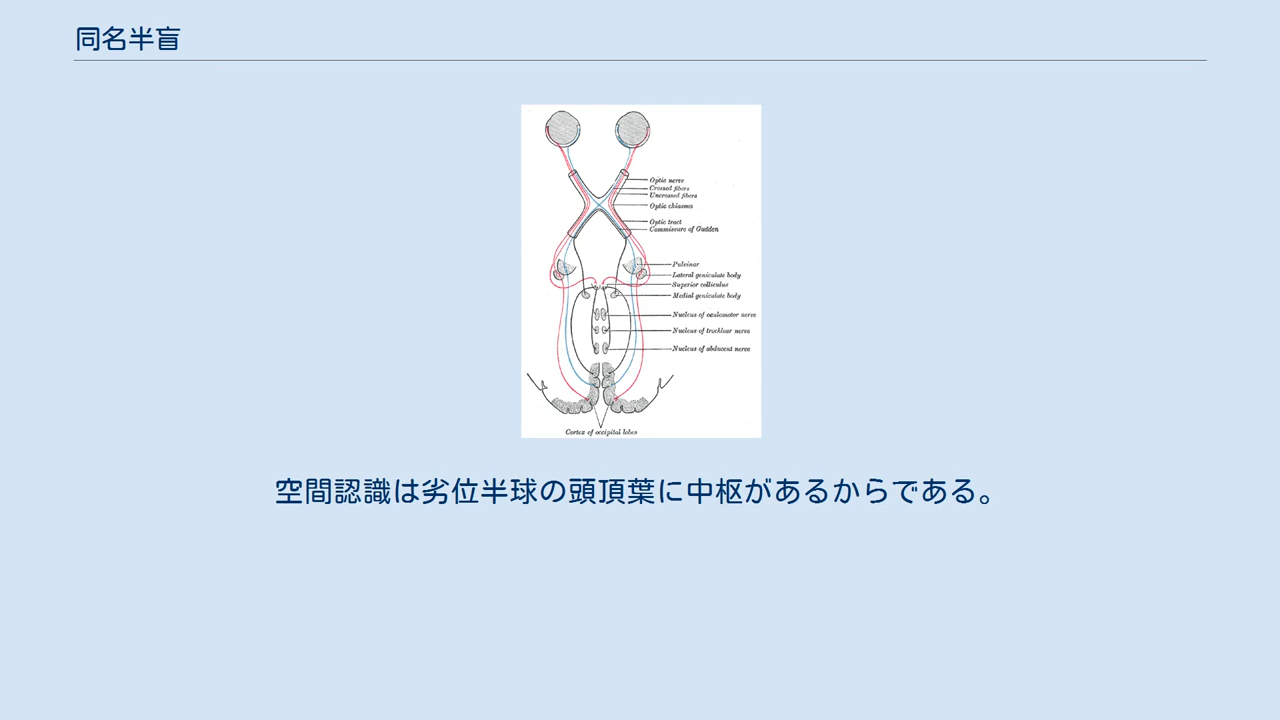 同名半盲
Optic nerve
Crossed fibers
Uncrossed fibers
Optic chiasma
Optic tract
Commissure of Gudden
Pulvinar
Lateral geniculate body
Superior colliculus
Medial geniculate body
Nucleus of oculomotor nerve
Nucleus of trochlear nerve
Nucleus of abducent nerve
Cortex of occipital lobes
空間認識は劣位半球の頭頂葉に中枢があるからである。